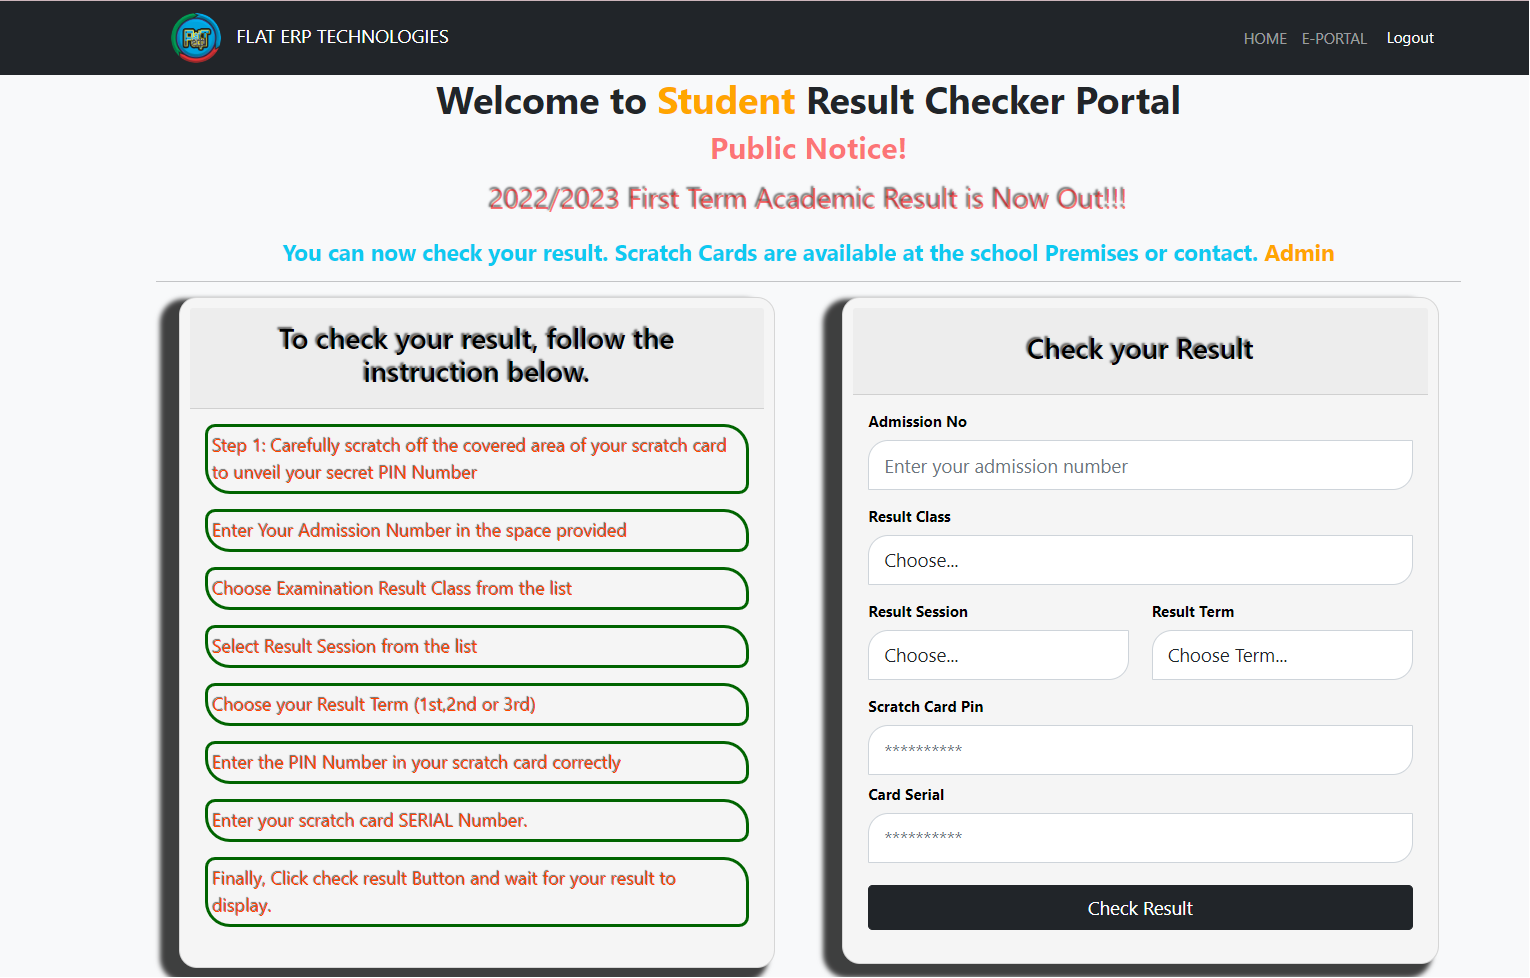 FLAT ERP TECHNOLOGIES
HOME E-PORTAL Logout
Welcome to Student Result Checker Portal
Public Notice!
2022/2023 First Term Academic Result is Now Out!!!
You can now check your result. Scratch Cards are available at the school Premises or contact. Admin
To check your result, follow the
instruction below.
Step 1: Carefully scratch off the covered area of your scratch card
to unveil your secret PIN Number
Enter Your Admission Number in the space provided
Choose Examination Result Class from the list
Select Result Session from the list
Choose your Result Term (1st,2nd or 3rd)
Enter the PIN Number in your scratch card correctly
Enter your scratch card SERIAL Number.
Finally, Click check result Button and wait for your result to
display.
Check your Result
Admission No
Enter your admission number
Result Class
Choose...
Result Session
Choose...
Result Term
Choose Term...
Scratch Card Pin
**********
Card Serial
**********
Check Result